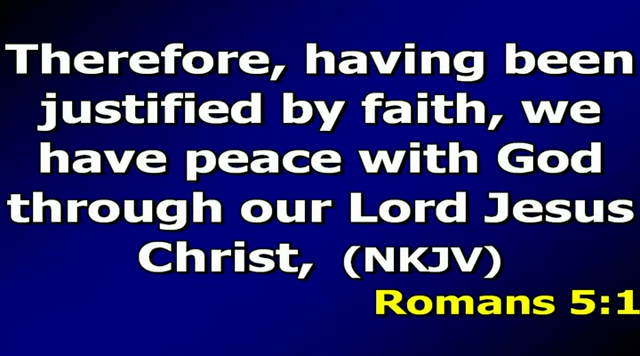 Therefore, having been
justified by faith, we
have peace with God
through our Lord Jesus
Christ, (NKJV)
Romans 5:1